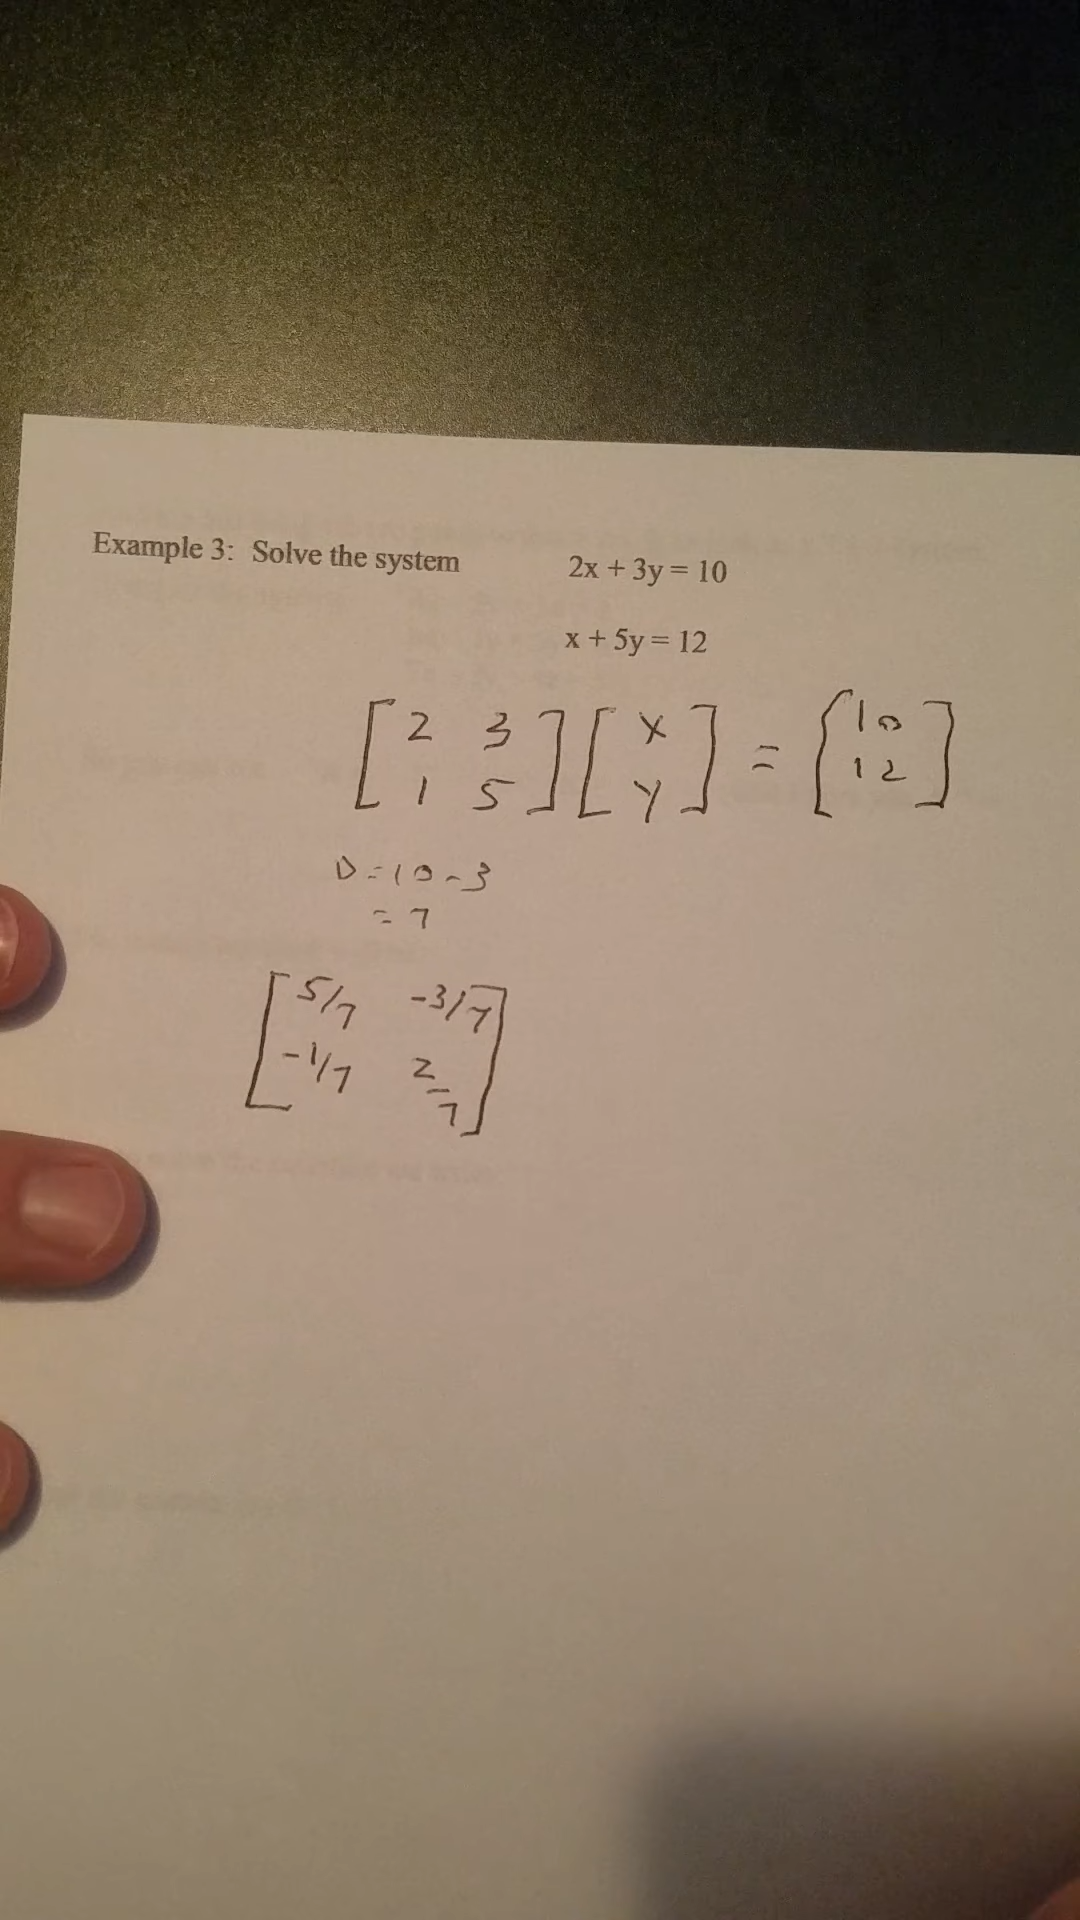 Example 3: Solve the system 2x + 3y = 10
x + 5y = 12
[2 3] [x] = [10]
[1 5] [y] [12]
D = 10 - 3
= 7
[5/7 -3/7]
[-1/7 2/7]